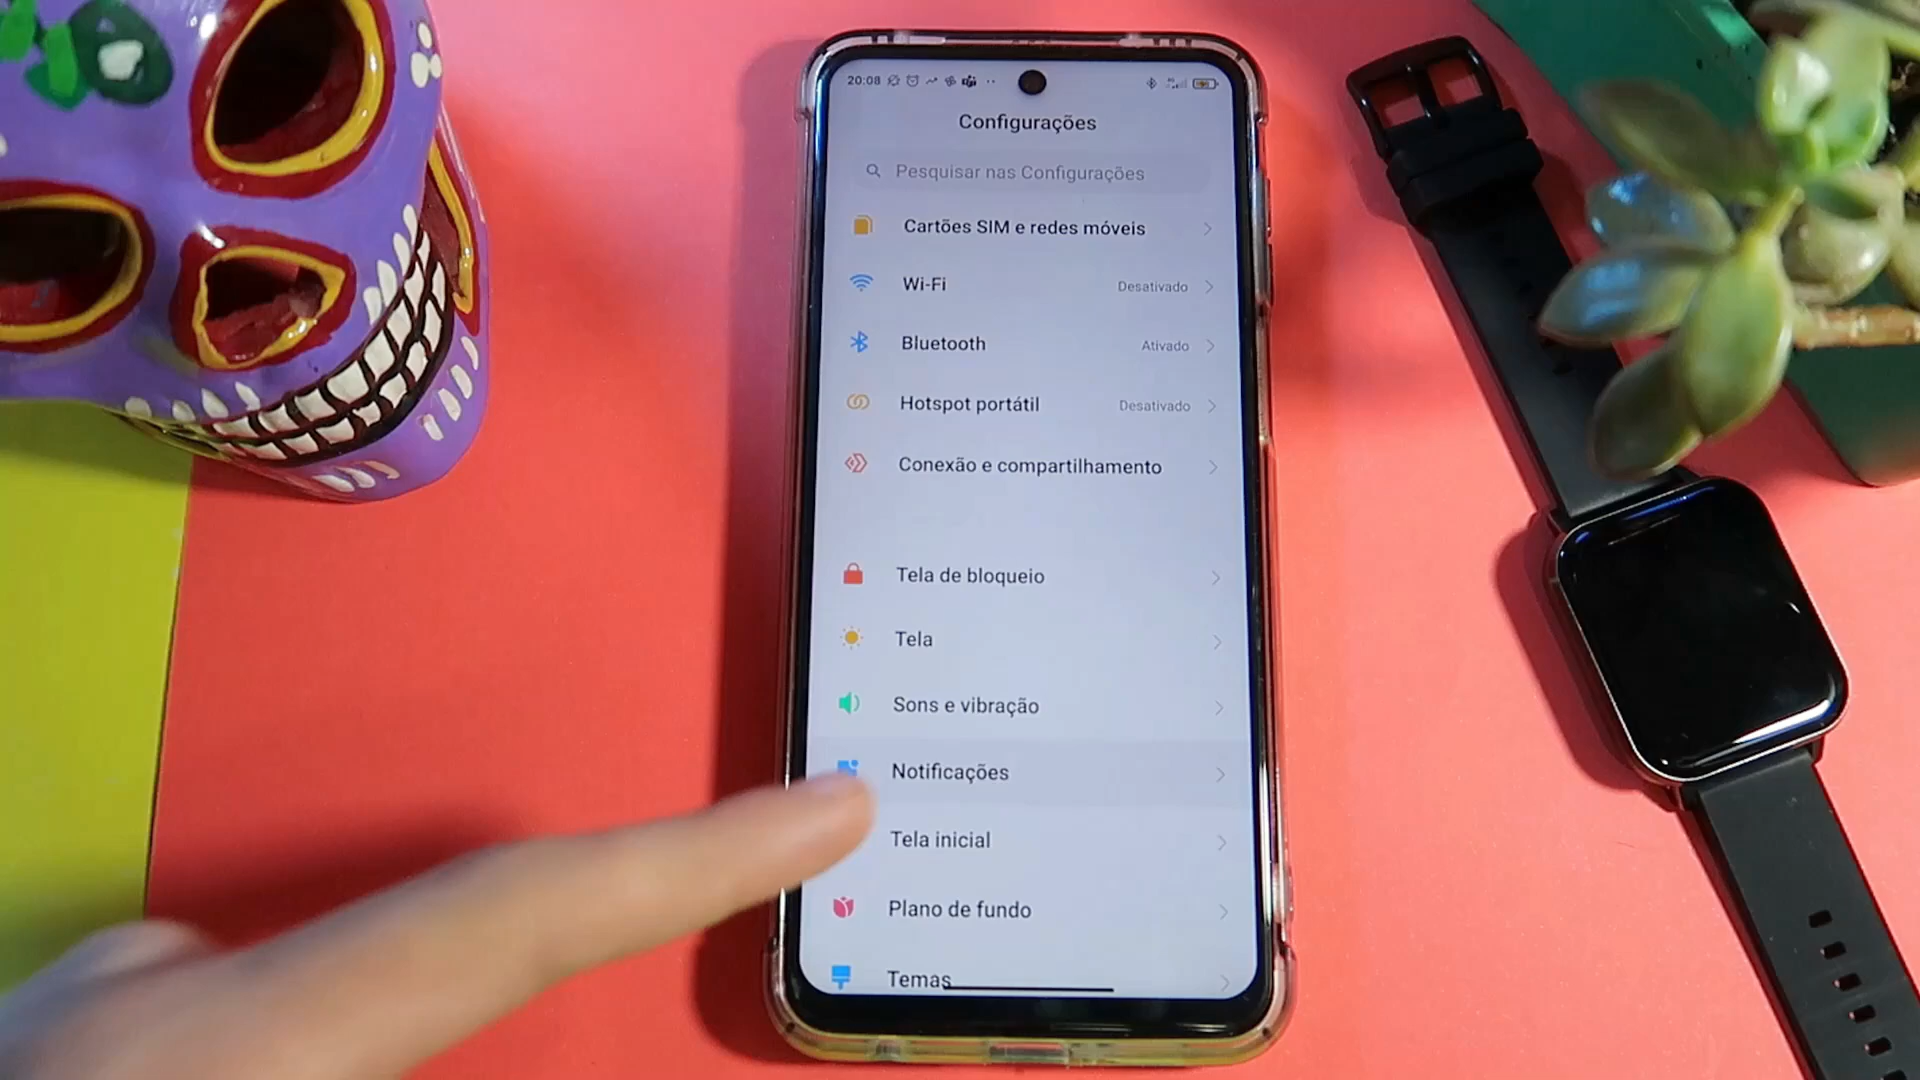 20:08
Configurações
Pesquisar nas Configurações
Cartões SIM e redes móveis
Wi-Fi Desativado
Bluetooth Ativado
Hotspot portátil Desativado
Conexão e compartilhamento
Tela de bloqueio
Tela
Sons e vibração
Notificações
Tela inicial
Plano de fundo
Temas